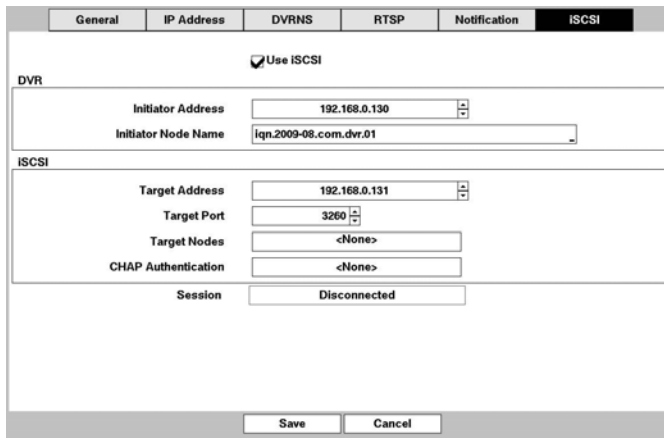 General IP Address DVRNS RTSP Notification iSCSI
Use iSCSI
DVR
Initiator Address 192.168.0.130
Initiator Node Name iqn.2009-08.com.dvr.01
iSCSI
Target Address 192.168.0.131
Target Port 3260
Target Nodes <None>
CHAP Authentication <None>
Session Disconnected
Save Cancel